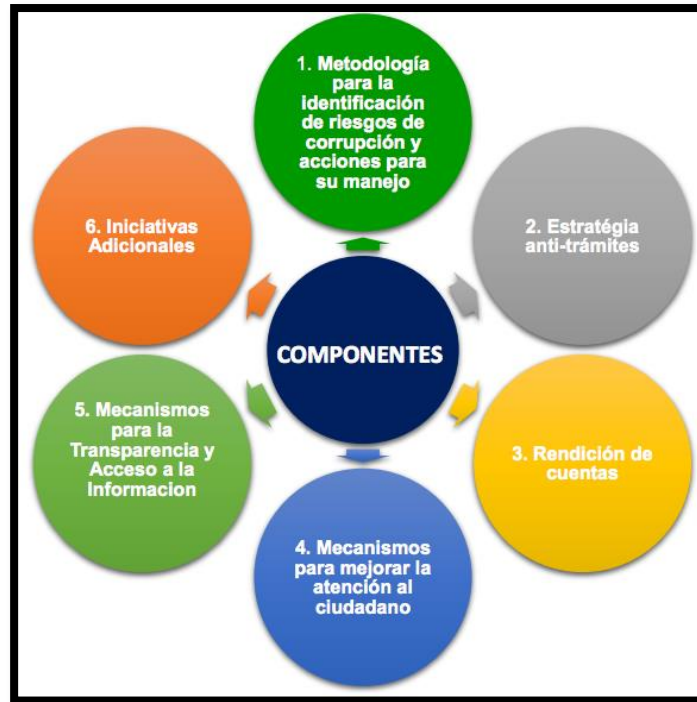 1. Metodología
para la
identificación
de riesgos de
corrupción y
acciones para
su manejo
2. Estratégia
anti-trámites
3. Rendición de
cuentas
4. Mecanismos
para mejorar la
atención al
ciudadano
5. Mecanismos
para la
Transparencia y
Acceso a la
Informacion
6. Iniciativas
Adicionales
COMPONENTES